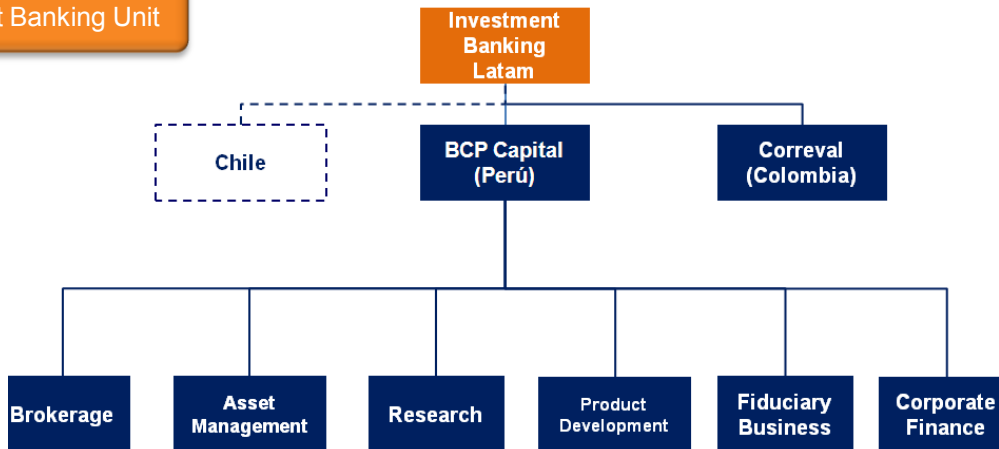 t Banking Unit
Investment
Banking
Latam
Chile
BCP Capital
(Perú)
Correval
(Colombia)
Brokerage
Asset
Management
Research
Product
Development
Fiduciary
Business
Corporate
Finance